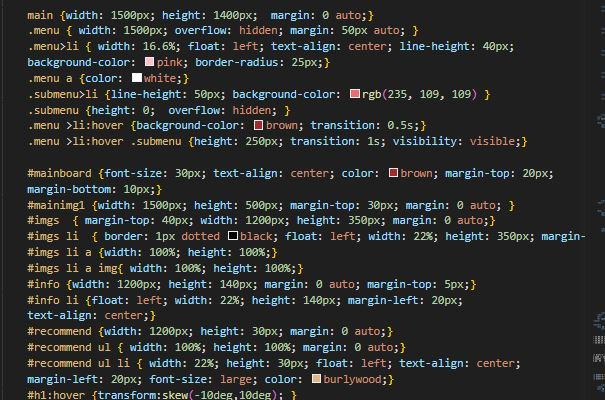 main {width: 1500px; height: 1400px;  margin: 0 auto;}
.menu { width: 1500px; overflow: hidden; margin: 50px auto; }
.menu>li { width: 16.6%; float: left; text-align: center; line-height: 40px;
background-color: pink; border-radius: 25px;}
.menu a {color: white;}
.submenu>li {line-height: 50px; background-color: rgb(235, 109, 109) }
.submenu {height: 0;  overflow: hidden; }
.menu >li:hover {background-color: brown; transition: 0.5s;}
.menu >li:hover .submenu {height: 250px; transition: 1s; visibility: visible;}
#mainboard {font-size: 30px; text-align: center; color: brown; margin-top: 20px;
margin-bottom: 10px;}
#mainimg1 {width: 1500px; height: 500px; margin-top: 30px; margin: 0 auto; }
#imgs  { margin-top: 40px; width: 1200px; height: 350px; margin: 0 auto;}
#imgs li  { border: 1px dotted black; float: left; width: 22%; height: 350px; margin-
#imgs li a {width: 100%; height: 100%;}
#imgs li a img{ width: 100%; height: 100%;}
#info {width: 1200px; height: 140px; margin: 0 auto; margin-top: 5px;}
#info li {float: left; width: 22%; height: 140px; margin-left: 20px;
text-align: center;}
#recommend {width: 1200px; height: 30px; margin: 0 auto;}
#recommend ul { width: 100%; height: 100%; margin: 0 auto;}
#recommend ul li { width: 22%; height: 30px; float: left; text-align: center;
margin-left: 20px; font-size: large; color: burlywood;}
#h1:hover {transform:skew(-10deg,10deg); }